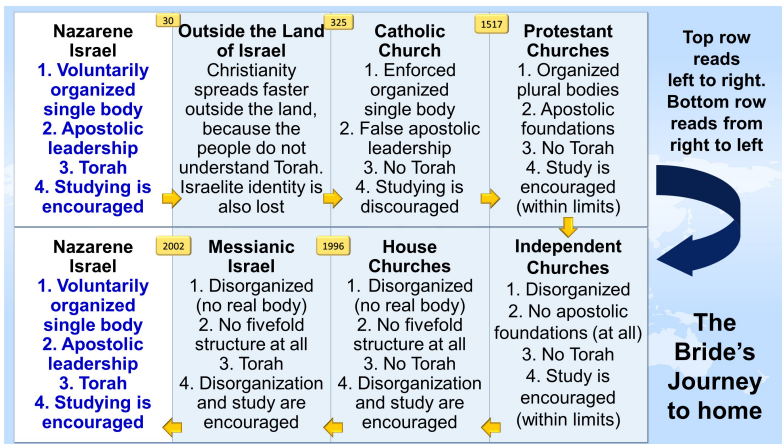 30
325
1517
Nazarene
Israel
1. Voluntarily
organized
single body
2. Apostolic
leadership
3. Torah
4. Studying is
encouraged
Outside the Land
of Israel
Christianity
spreads faster
outside the land,
because the
people do not
understand Torah.
Israelite identity is
also lost
Catholic
Church
1. Enforced
organized
single body
2. False apostolic
leadership
3. No Torah
4. Studying is
discouraged
Protestant
Churches
1. Organized
plural bodies
2. Apostolic
foundations
3. No Torah
4. Study is
encouraged
(within limits)
Top row
reads
left to right.
Bottom row
reads from
right to left
Independent
Churches
1. Disorganized
2. No apostolic
foundations (at all)
3. No Torah
4. Study is
encouraged
(within limits)
1996
House
Churches
1. Disorganized
(no real body)
2. No fivefold
structure at all
3. No Torah
4. Disorganization
and study are
encouraged
2002
Messianic
Israel
1. Disorganized
(no real body)
2. No fivefold
structure at all
3. Torah
4. Disorganization
and study are
encouraged
Nazarene
Israel
1. Voluntarily
organized
single body
2. Apostolic
leadership
3. Torah
4. Studying is
encouraged
The
Bride's
Journey
to home